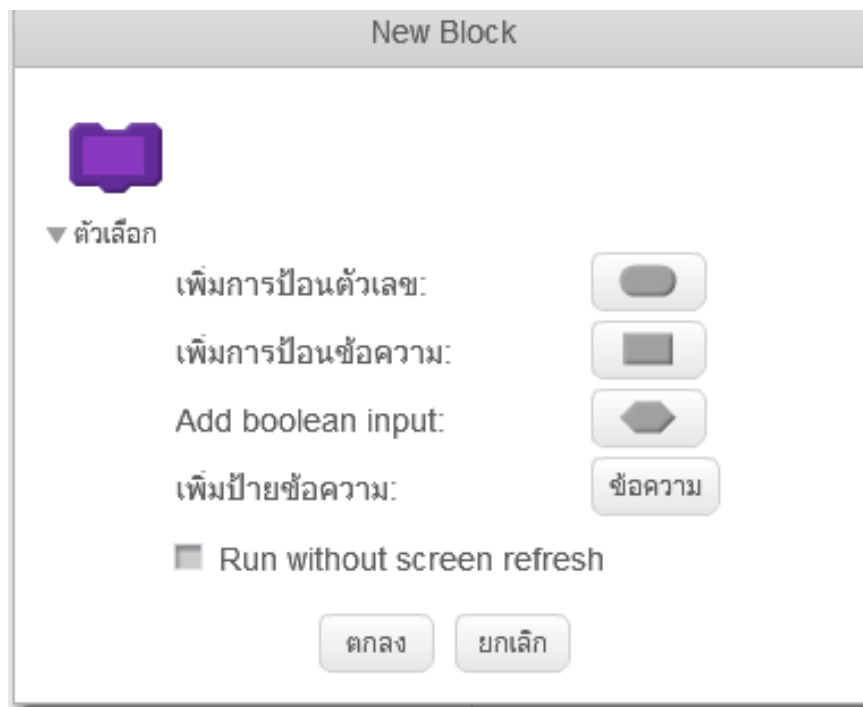 New Block
ตัวเลือก
เพิ่มการป้อนตัวเลข:
เพิ่มการป้อนข้อความ:
Add boolean input:
เพิ่มป้ายข้อความ: ข้อความ
Run without screen refresh
ตกลง ยกเลิก